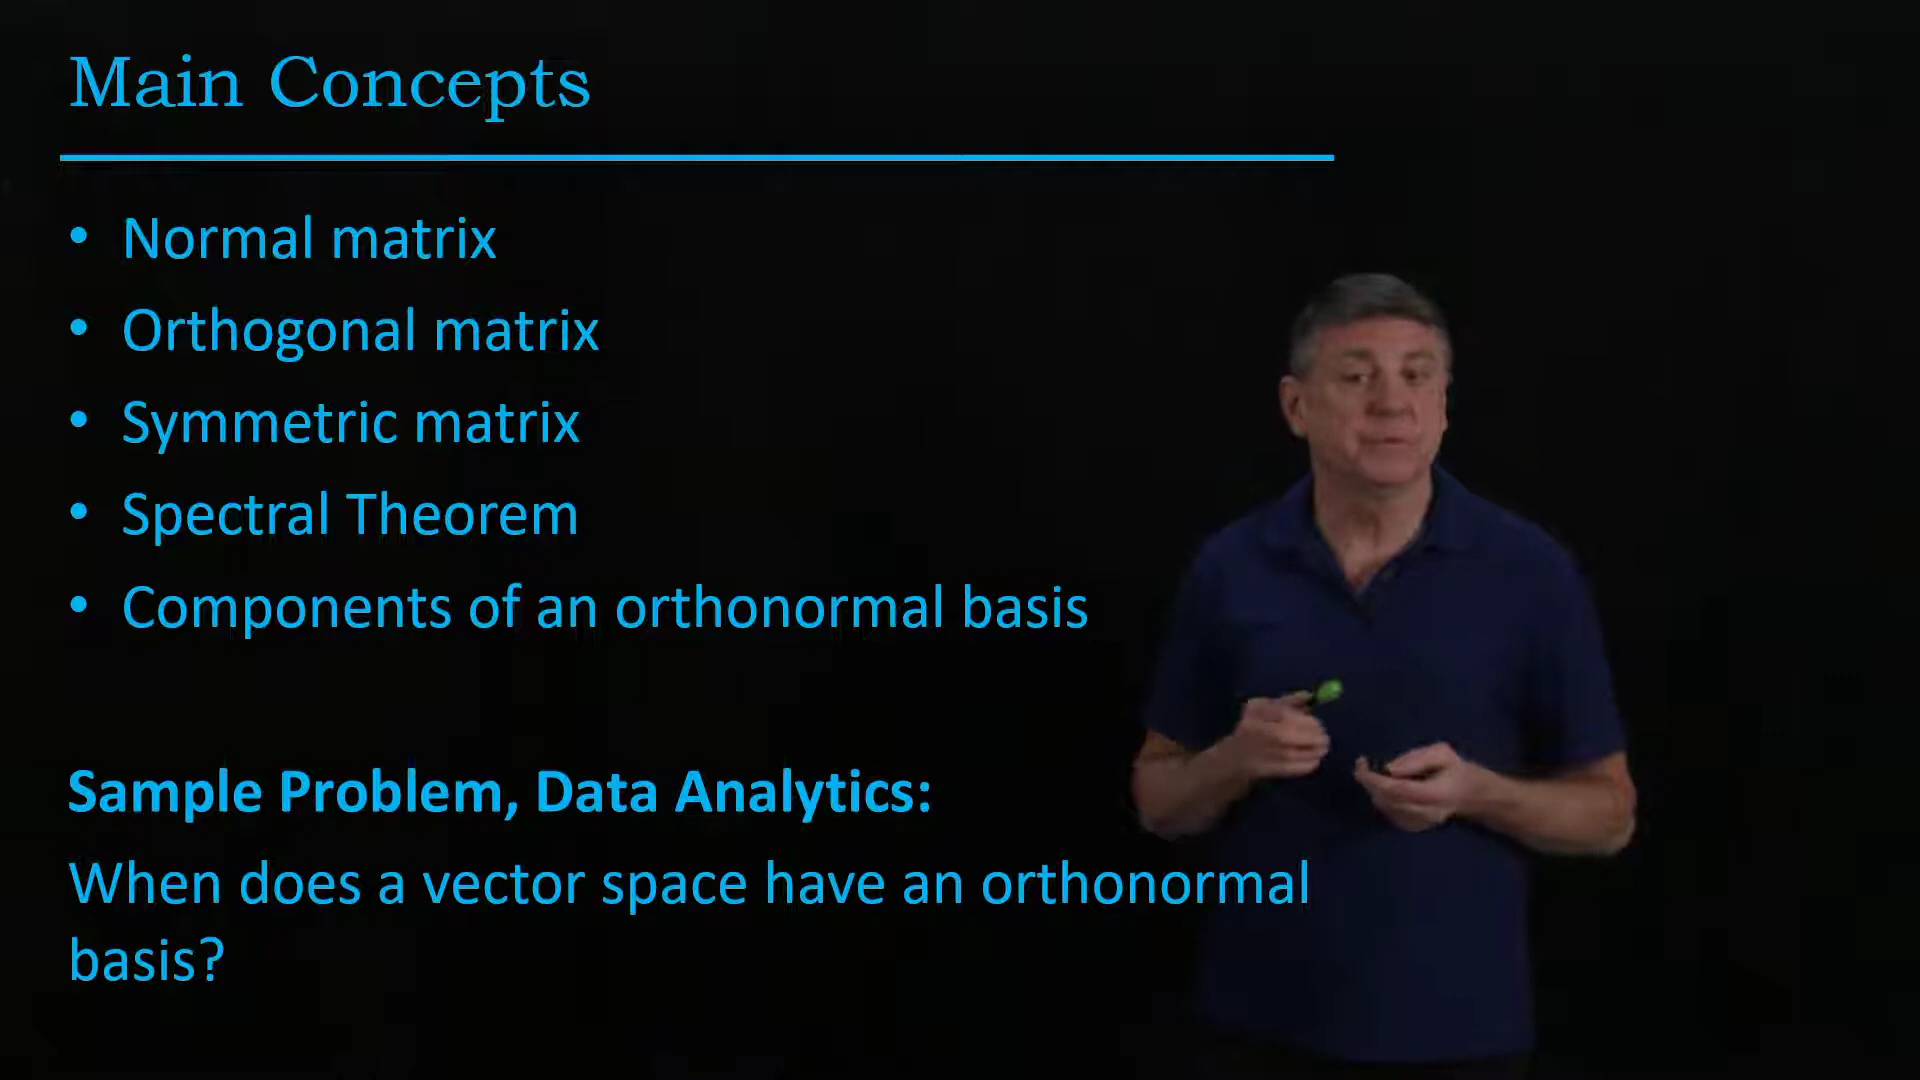 Main Concepts
• Normal matrix
• Orthogonal matrix
• Symmetric matrix
• Spectral Theorem
• Components of an orthonormal basis
Sample Problem, Data Analytics:
When does a vector space have an orthonormal
basis?